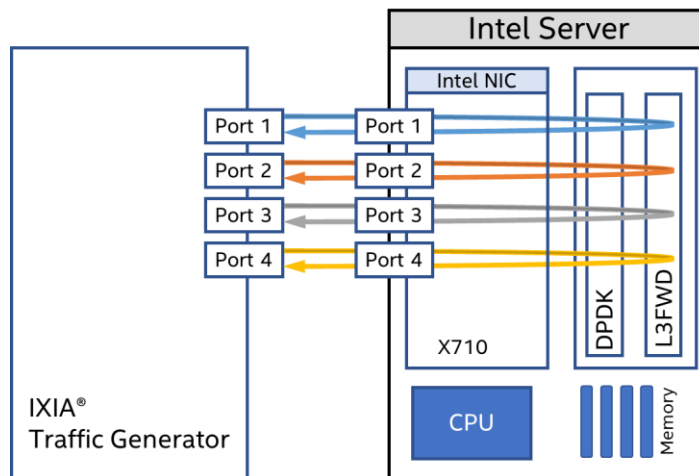 Intel Server
Intel NIC
Port 1
Port 1
Port 2
Port 2
Port 3
Port 3
Port 4
Port 4
DPDK
L3FWD
X710
IXIA®
Traffic Generator
CPU
Memory